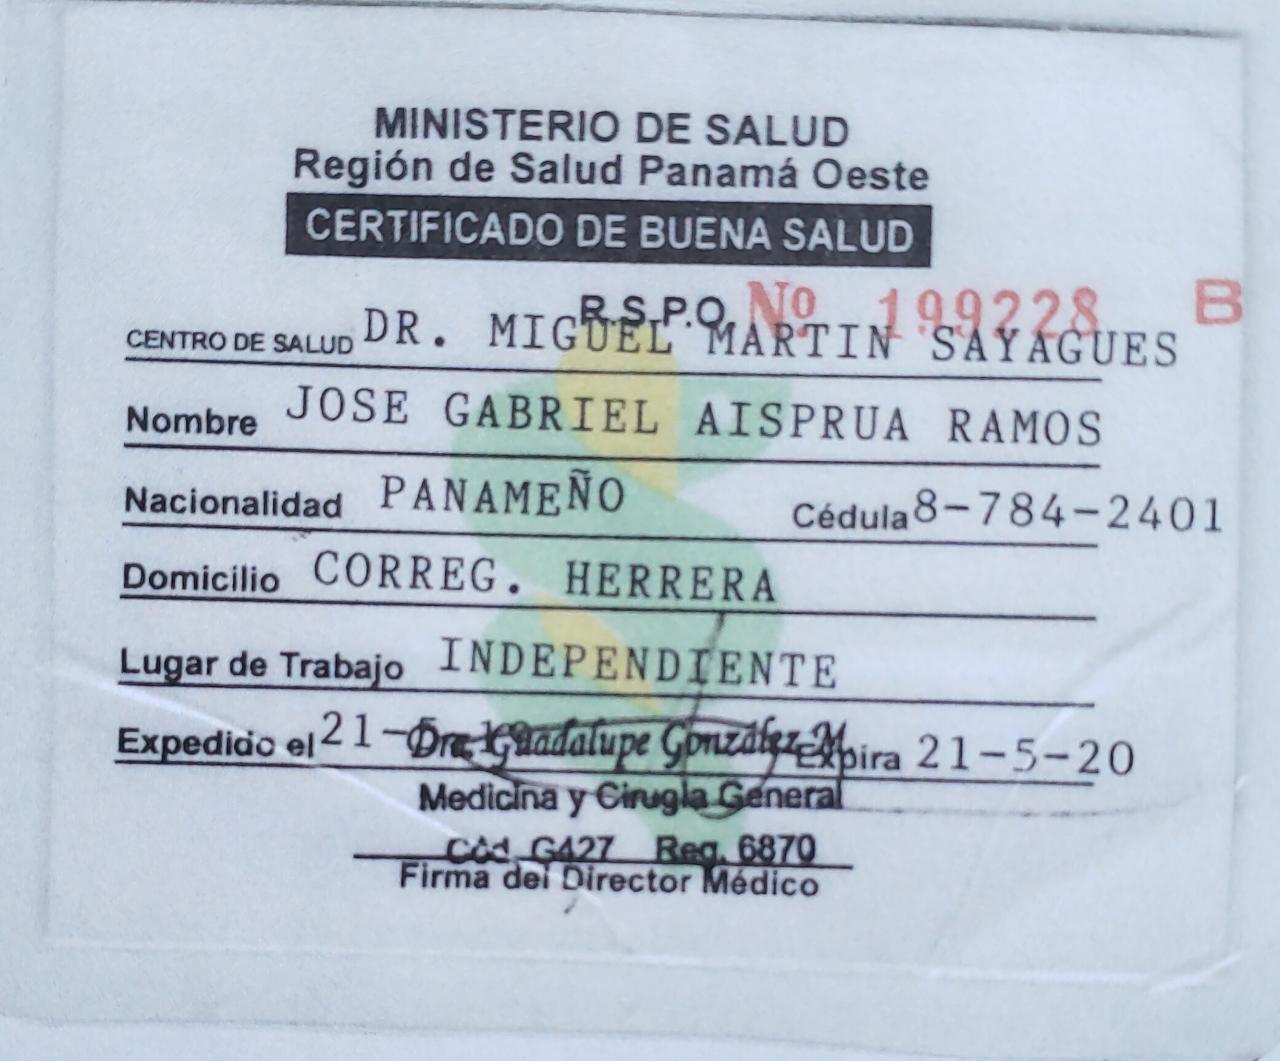 MINISTERIO DE SALUD
Región de Salud Panamá Oeste
CERTIFICADO DE BUENA SALUD
R.S.P.O. Nº 199228 B
CENTRO DE SALUD DR. MIGUEL MARTIN SAYAGUES
Nombre JOSE GABRIEL AISPRUA RAMOS
Nacionalidad PANAMEÑO Cédula 8-784-2401
Domicilio CORREG. HERRERA
Lugar de Trabajo INDEPENDIENTE
Expedido el 21-5- Expira 21-5-20
Dra. Guadalupe González M.
Medicina y Cirugía General
Cód. G427 Reg. 6870
Firma del Director Médico